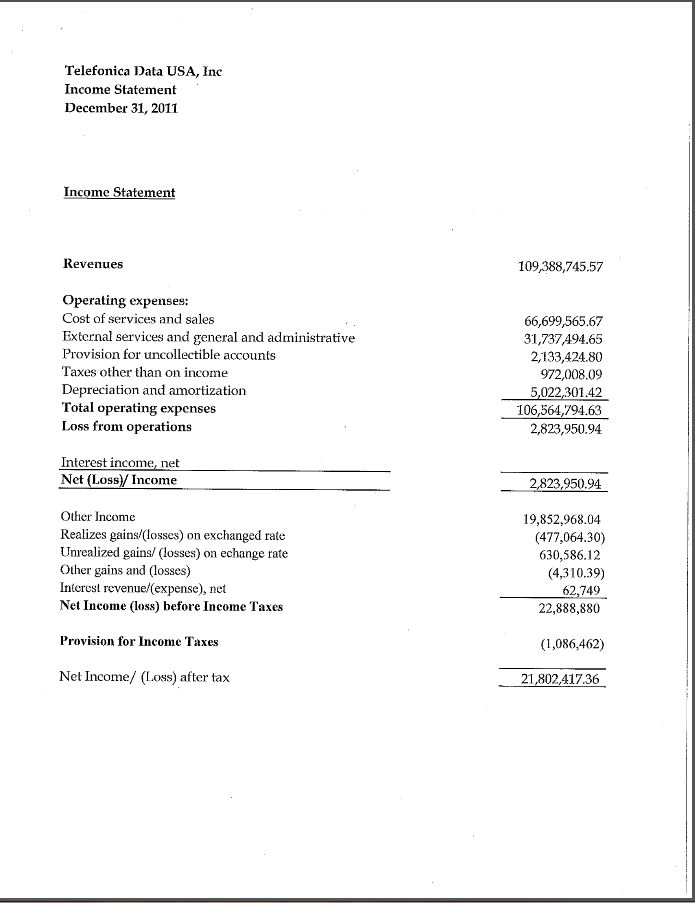 Telefonica Data USA, Inc
Income Statement
December 31, 2011
Income Statement
Revenues 109,388,745.57
Operating expenses:
Cost of services and sales 66,699,565.67
External services and general and administrative 31,737,494.65
Provision for uncollectible accounts 2,133,424.80
Taxes other than on income 972,008.09
Depreciation and amortization 5,022,301.42
Total operating expenses 106,564,794.63
Loss from operations 2,823,950.94
Interest income, net
Net (Loss)/ Income 2,823,950.94
Other Income 19,852,968.04
Realizes gains/(losses) on exchanged rate (477,064.30)
Unrealized gains/ (losses) on echange rate 630,586.12
Other gains and (losses) (4,310.39)
Interest revenue/(expense), net 62,749
Net Income (loss) before Income Taxes 22,888,880
Provision for Income Taxes (1,086,462)
Net Income/ (Loss) after tax 21,802,417.36